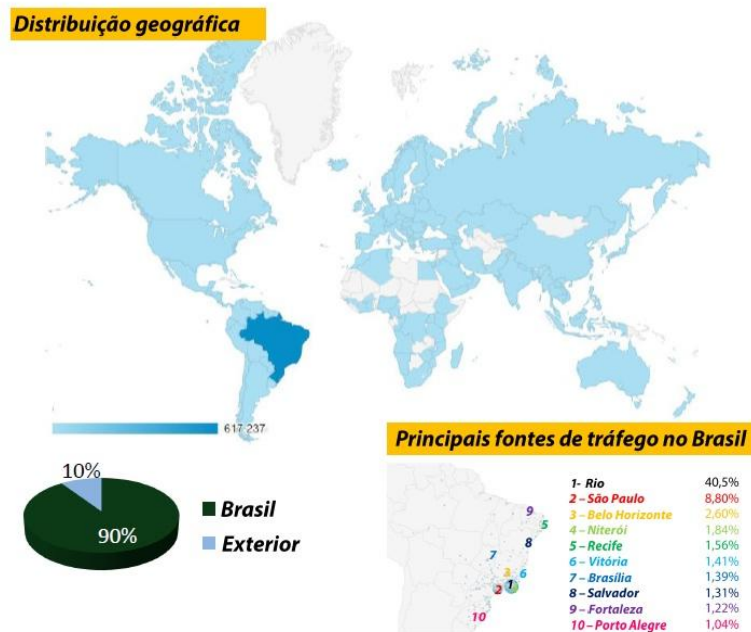 Distribuição geográfica
617.237
10%
90%
Brasil
Exterior
Principais fontes de tráfego no Brasil
1- Rio 40,5%
2 – São Paulo 8,80%
3 – Belo Horizonte 2,60%
4 – Niterói 1,84%
5 – Recife 1,56%
6 – Vitória 1,41%
7 – Brasília 1,39%
8 – Salvador 1,31%
9 – Fortaleza 1,22%
10 – Porto Alegre 1,04%
9
5
8
7
3
6
2
1
10